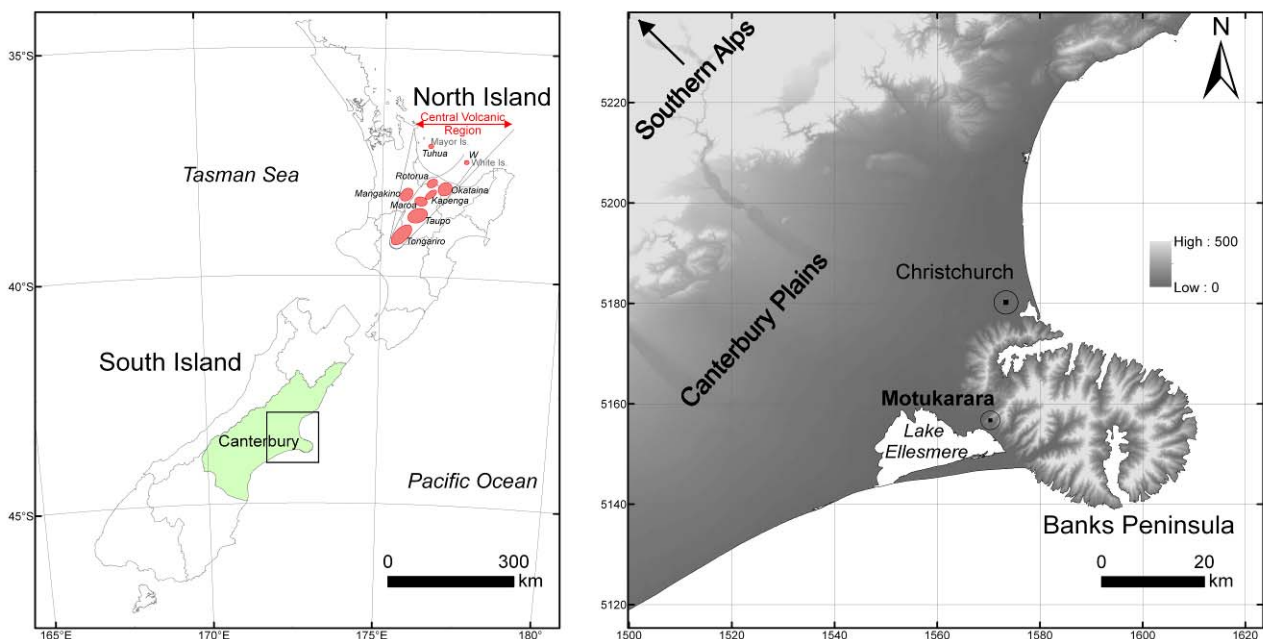 35°S
40°S
45°S
165°E
170°E
175°E
180°
North Island
Central Volcanic
Region
Mayor Is.
Tuhua
W
White Is.
Rotorua
Okataina
Mangakino
Kapenga
Maroa
Taupo
Tongariro
Tasman Sea
South Island
Canterbury
Pacific Ocean
0 300
km
Southern Alps
N
5220
5200
5180
5160
5140
5120
1500 1520 1540 1560 1580 1600 1620
High : 500
Low : 0
Christchurch
Canterbury Plains
Motukarara
Lake
Ellesmere
Banks Peninsula
0 20
km